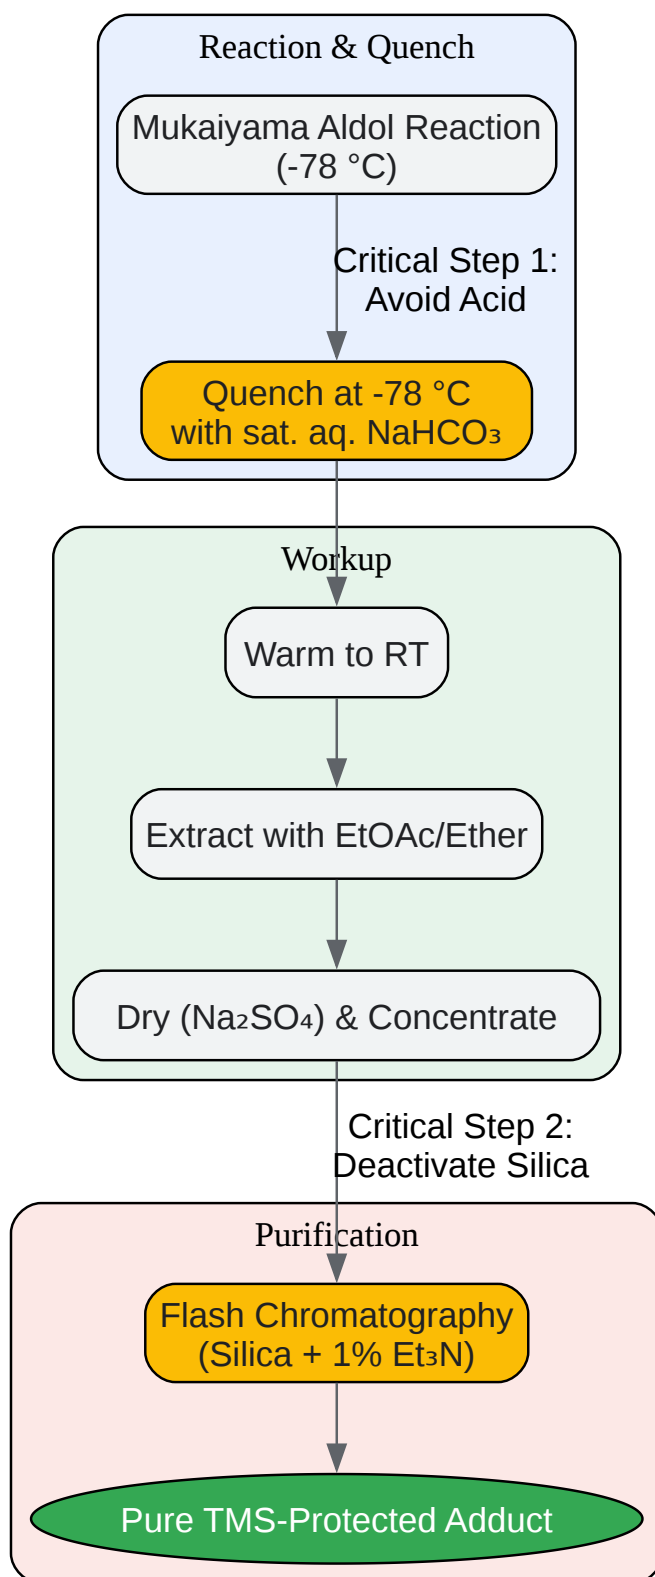 Reaction & Quench
Mukaiyama Aldol Reaction
(-78 °C)
Critical Step 1:
Avoid Acid
Quench at -78 °C
with sat. aq. NaHCO₃
Workup
Warm to RT
Extract with EtOAc/Ether
Dry (Na₂SO₄) & Concentrate
Critical Step 2:
Deactivate Silica
Purification
Flash Chromatography
(Silica + 1% Et₃N)
Pure TMS-Protected Adduct